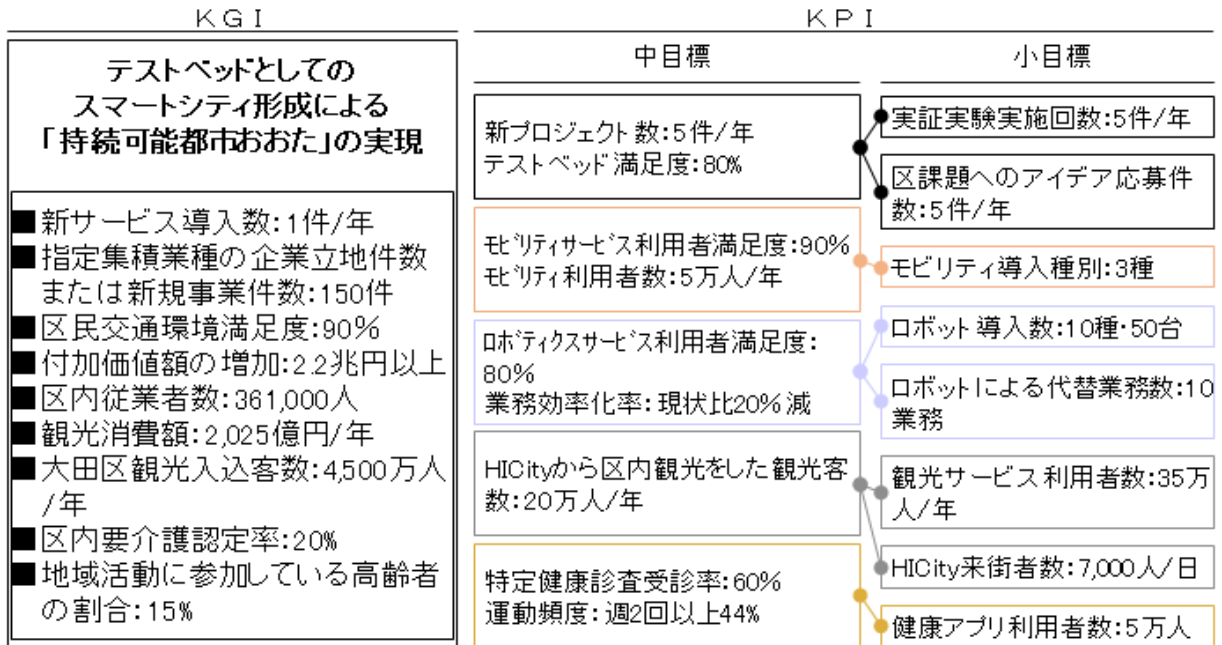 KGI
KPI
テストベッドとしての
スマートシティ形成による
「持続可能都市おおた」の実現
■新サービス導入数:1件/年
■指定集積業種の企業立地件数
または新規事業件数:150件
■区民交通環境満足度:90%
■付加価値額の増加:2.2兆円以上
■区内従業者数:361,000人
■観光消費額:2,025億円/年
■大田区観光入込客数:4,500万人
/年
■区内要介護認定率:20%
■地域活動に参加している高齢者
の割合:15%
中目標
新プロジェクト数:5件/年
テストベッド満足度:80%
モビリティサービス利用者満足度:90%
モビリティ利用者数:5万人/年
ロボティクスサービス利用者満足度:
80%
業務効率化率:現状比20%減
HICityから区内観光をした観光客
数:20万人/年
特定健康診査受診率:60%
運動頻度:週2回以上44%
小目標
実証実験実施回数:5件/年
区課題へのアイデア応募件
数:5件/年
モビリティ導入種別:3種
ロボット導入数:10種・50台
ロボットによる代替業務数:10
業務
観光サービス利用者数:35万
人/年
HICity来街者数:7,000人/日
健康アプリ利用者数:5万人